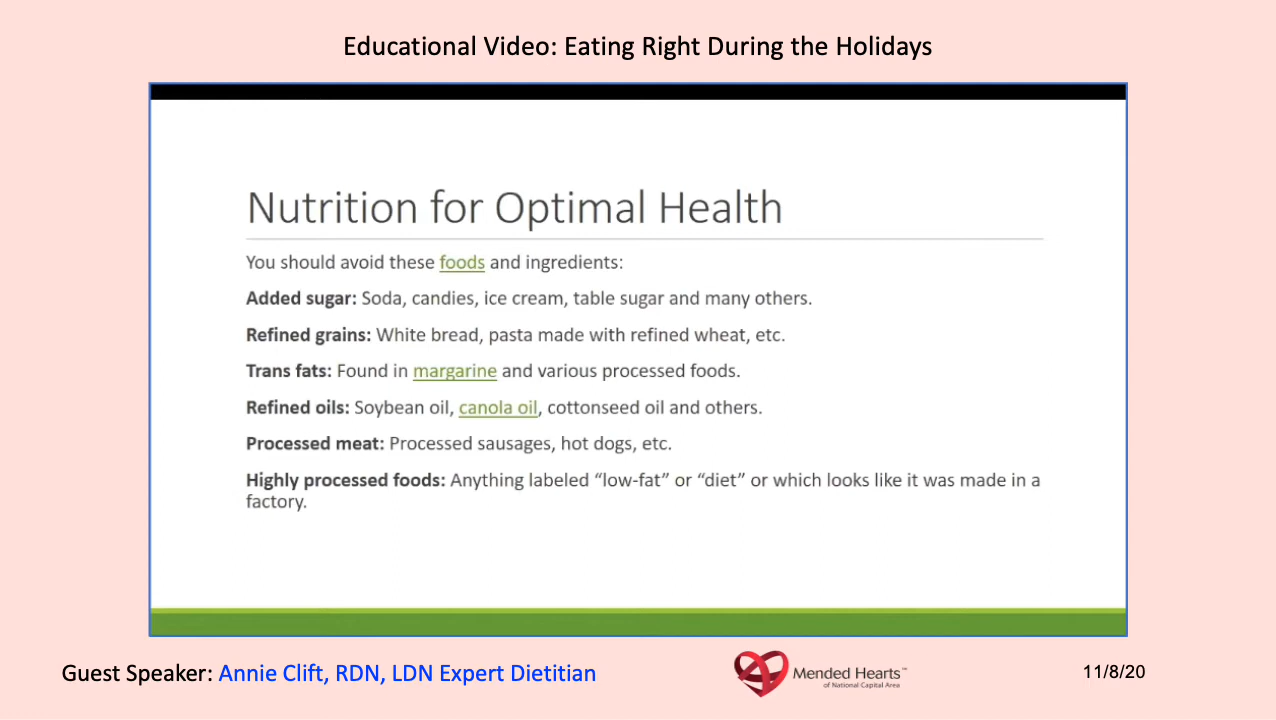 Educational Video: Eating Right During the Holidays
Nutrition for Optimal Health
You should avoid these foods and ingredients:
Added sugar: Soda, candies, ice cream, table sugar and many others.
Refined grains: White bread, pasta made with refined wheat, etc.
Trans fats: Found in margarine and various processed foods.
Refined oils: Soybean oil, canola oil, cottonseed oil and others.
Processed meat: Processed sausages, hot dogs, etc.
Highly processed foods: Anything labeled “low-fat” or “diet” or which looks like it was made in a
factory.
Guest Speaker: Annie Clift, RDN, LDN Expert Dietitian
Mended Hearts™
of National Capital Area
11/8/20